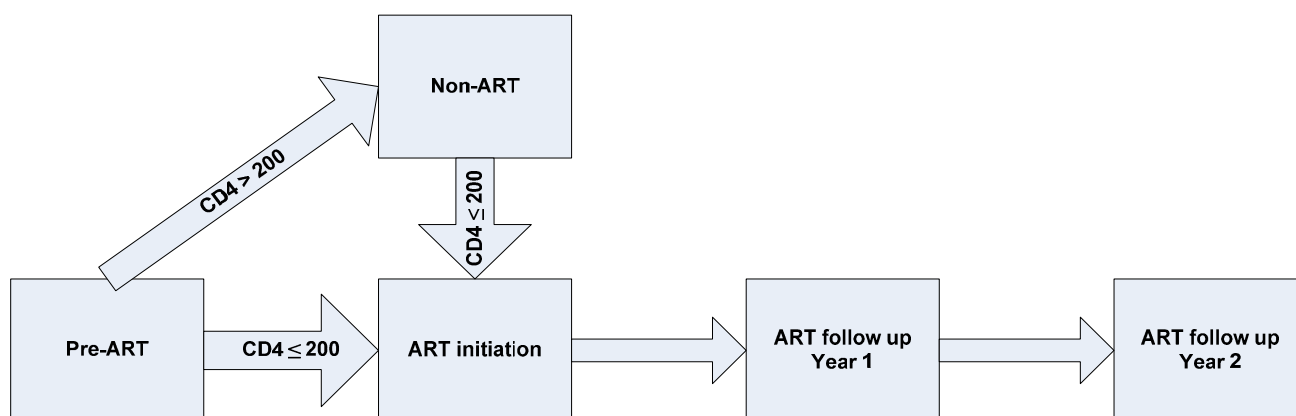 Non-ART
CD4 > 200
CD4 ≤ 200
Pre-ART
CD4 ≤ 200
ART initiation
ART follow up
Year 1
ART follow up
Year 2